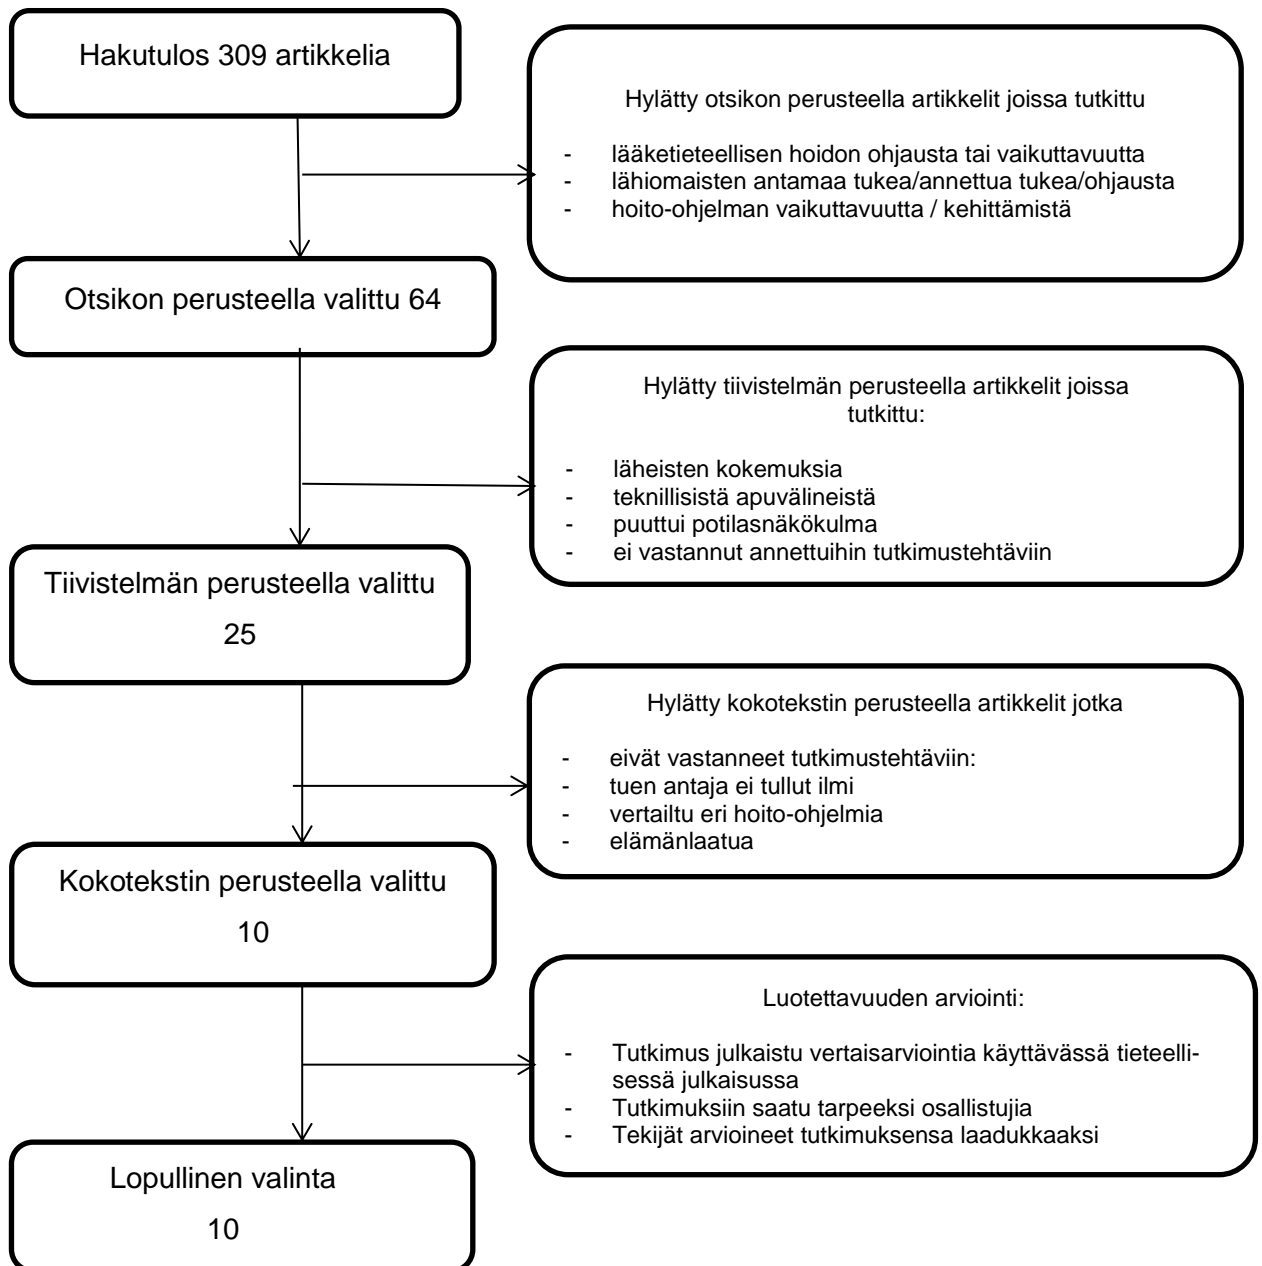 Hakutulos 309 artikkelia
Hylätty otsikon perusteella artikkelit joissa tutkittu
- lääketieteellisen hoidon ohjausta tai vaikuttavuutta
- lähiomaisten antamaa tukea/annettua tukea/ohjausta
- hoito-ohjelman vaikuttavuutta / kehittämistä
Otsikon perusteella valittu 64
Hylätty tiivistelmän perusteella artikkelit joissa
tutkittu:
- läheisten kokemuksia
- teknillisistä apuvälineistä
- puuttui potilasnäkökulma
- ei vastannut annettuihin tutkimustehtäviin
Tiivistelmän perusteella valittu
25
Hylätty kokotekstin perusteella artikkelit jotka
- eivät vastanneet tutkimustehtäviin:
- tuen antaja ei tullut ilmi
- vertailtu eri hoito-ohjelmia
- elämänlaatua
Kokotekstin perusteella valittu
10
Luotettavuuden arviointi:
- Tutkimus julkaistu vertaisarviointia käyttävässä tieteelli-
sessä julkaisussa
- Tutkimuksiin saatu tarpeeksi osallistujia
- Tekijät arvioineet tutkimuksensa laadukkaaksi
Lopullinen valinta
10